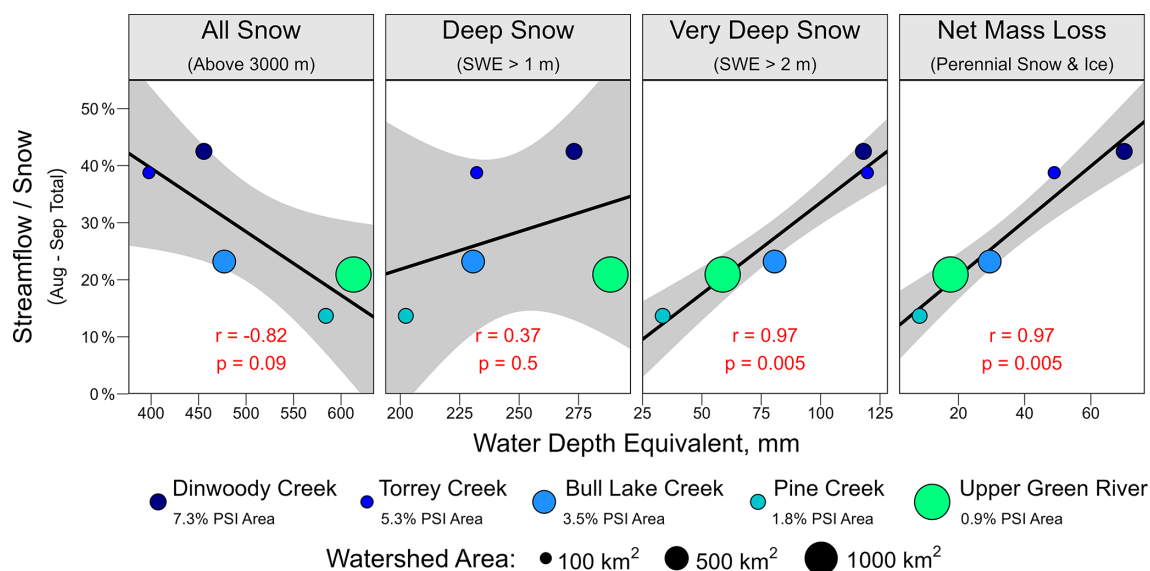 All Snow
(Above 3000 m)
Deep Snow
(SWE > 1 m)
Very Deep Snow
(SWE > 2 m)
Net Mass Loss
(Perennial Snow & Ice)
Streamflow / Snow
(Aug - Sep Total)
50 %
40 %
30 %
20 %
10 %
0 %
r = -0.82
p = 0.09
r = 0.37
p = 0.5
r = 0.97
p = 0.005
r = 0.97
p = 0.005
400 450 500 550 600
200 225 250 275
25 50 75 100 125
20 40 60
Water Depth Equivalent, mm
Dinwoody Creek
7.3% PSI Area
Torrey Creek
5.3% PSI Area
Bull Lake Creek
3.5% PSI Area
Pine Creek
1.8% PSI Area
Upper Green River
0.9% PSI Area
Watershed Area: 100 km² 500 km² 1000 km²